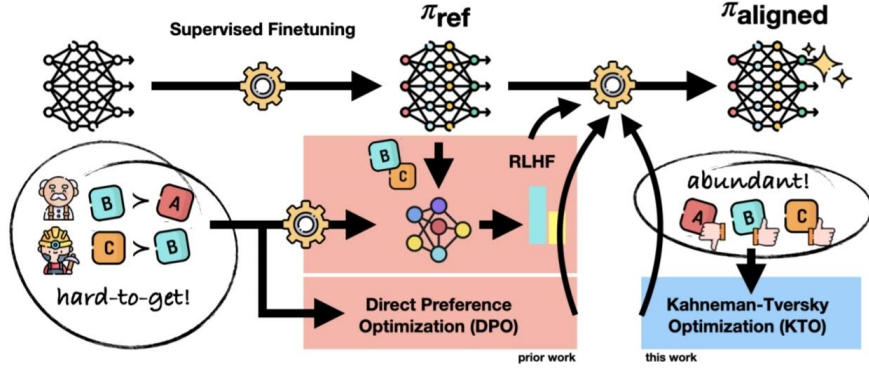 Supervised Finetuning
πref
πaligned
B
C
RLHF
B ≻ A
C ≻ B
hard-to-get!
abundant!
A
B
C
Direct Preference
Optimization (DPO)
Kahneman-Tversky
Optimization (KTO)
prior work
this work